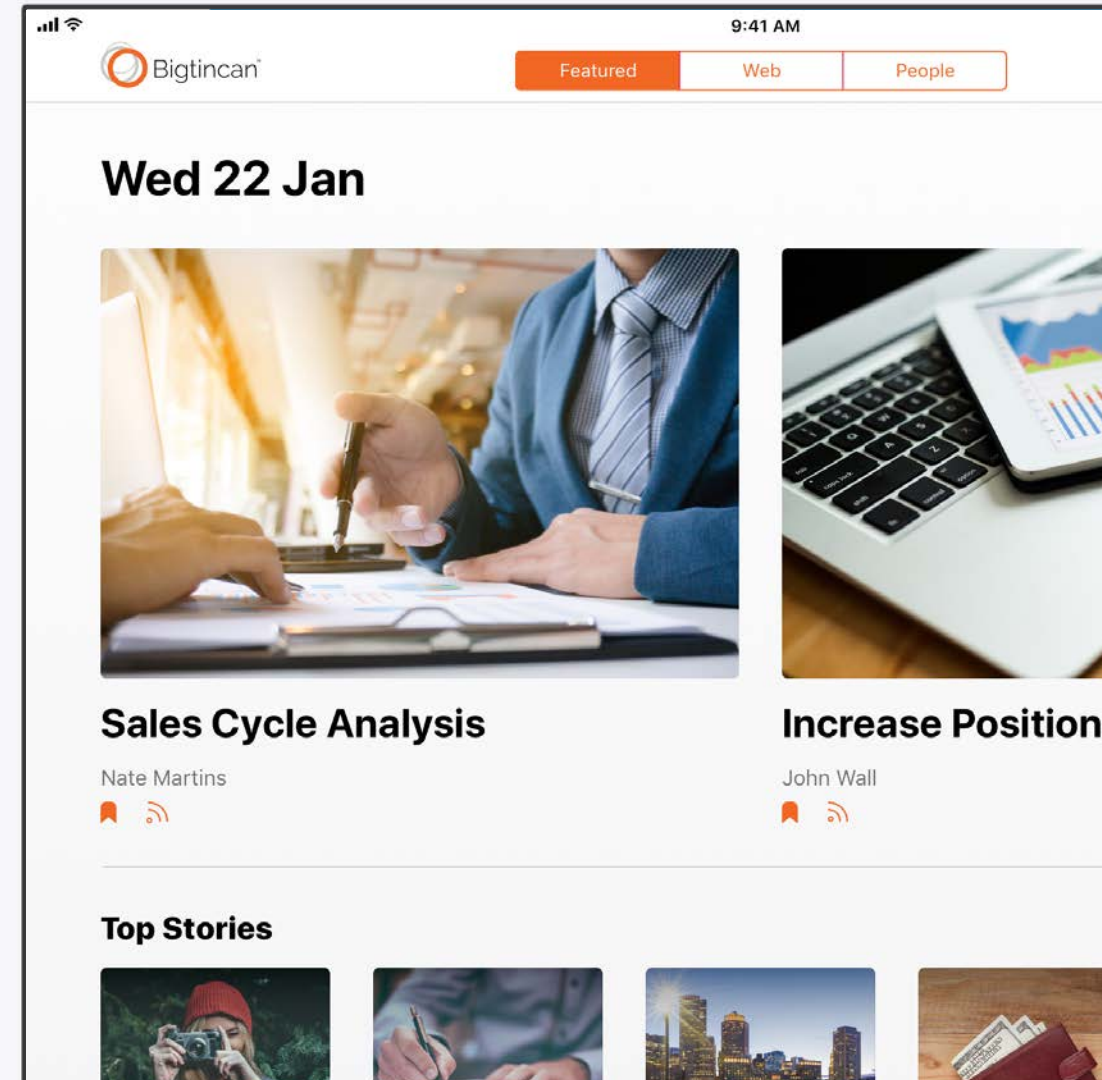 9:41 AM
Bigtincan
Featured
Web
People
Wed 22 Jan
Sales Cycle Analysis
Increase Position
Nate Martins
John Wall
Top Stories